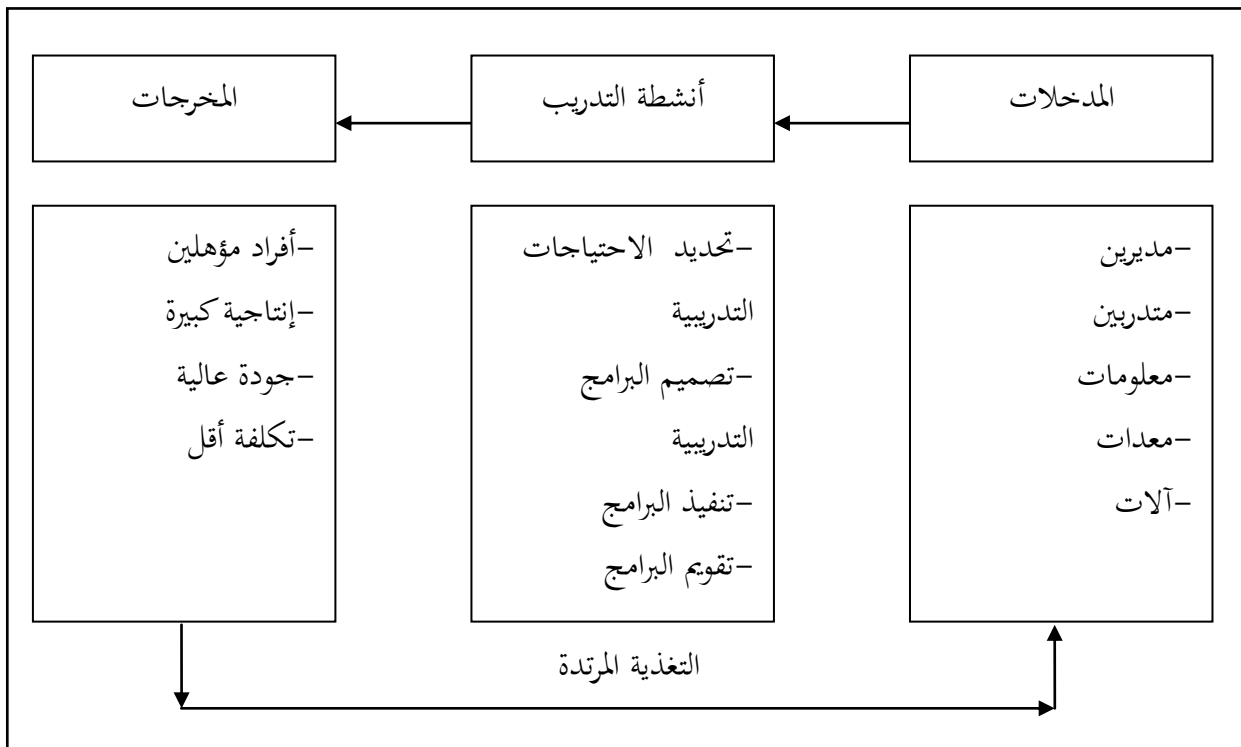 المدخلات
أنشطة التدريب
المخرجات
-مديرين
-متدربين
-معلومات
-معدات
-آلات
-تحديد الاحتياجات
التدريبية
-تصميم البرامج
التدريبية
-تنفيذ البرامج
-تقويم البرامج
-أفراد مؤهلين
-إنتاجية كبيرة
-جودة عالية
-تكلفة أقل
التغذية المرتدة